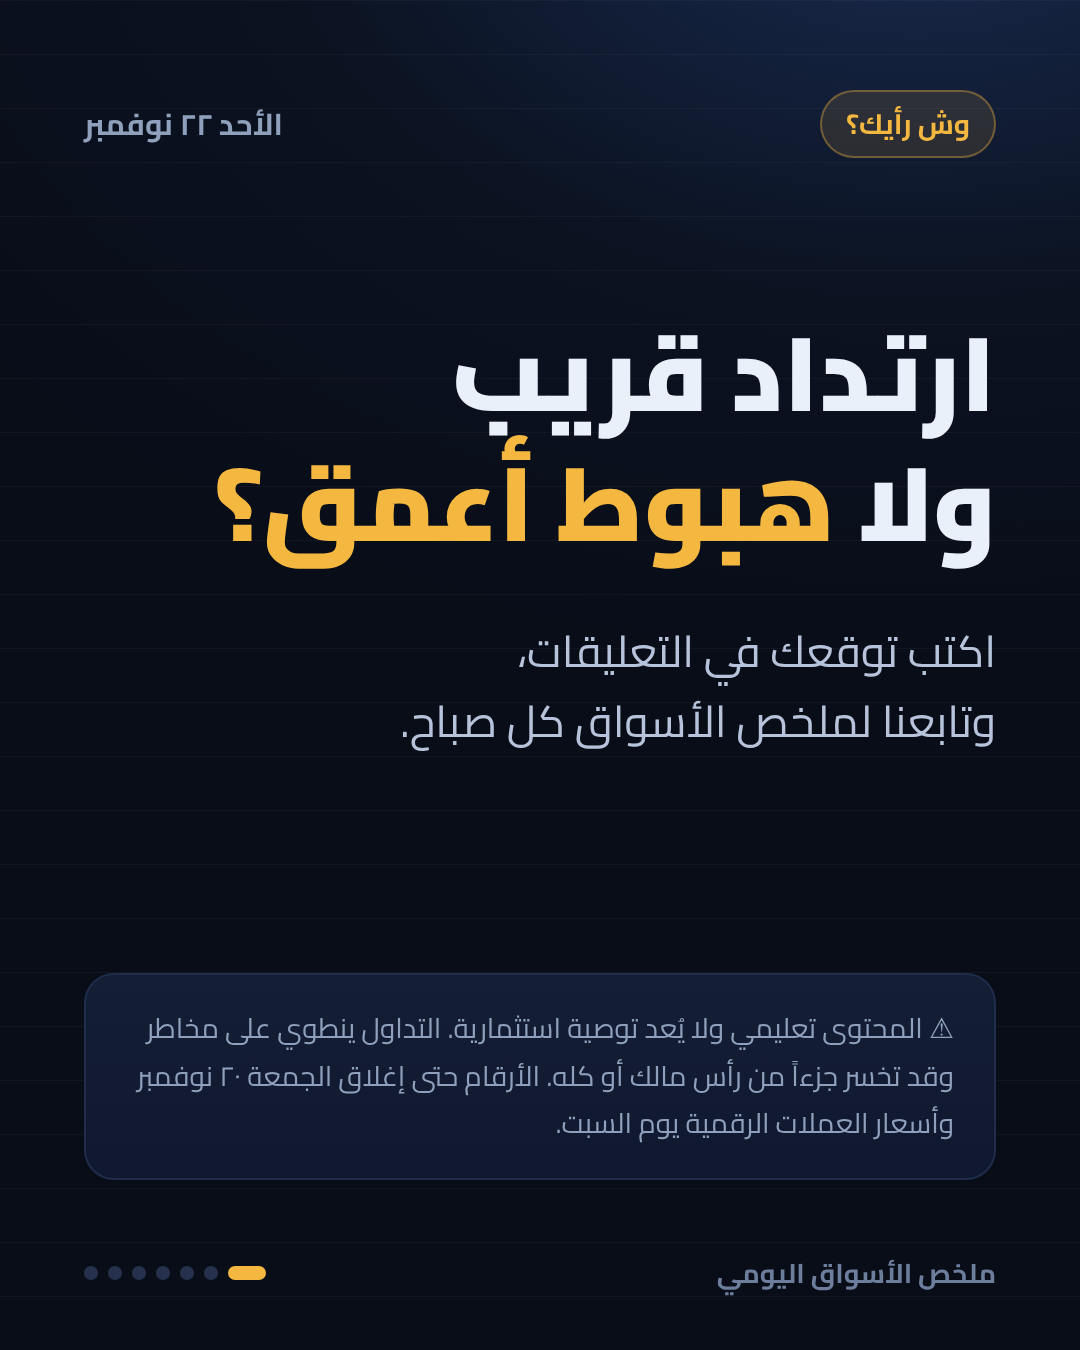 وش رأيك؟
الأحد ٢٢ نوفمبر
ارتداد قريب
ولا هبوط أعمق؟
اكتب توقعك في التعليقات،
وتابعنا لملخص الأسواق كل صباح.
⚠ المحتوى تعليمي ولا يُعد توصية استثمارية. التداول ينطوي على مخاطر
وقد تخسر جزءاً من رأس مالك أو كله. الأرقام حتى إغلاق الجمعة ٢٠ نوفمبر
وأسعار العملات الرقمية يوم السبت.
ملخص الأسواق اليومي